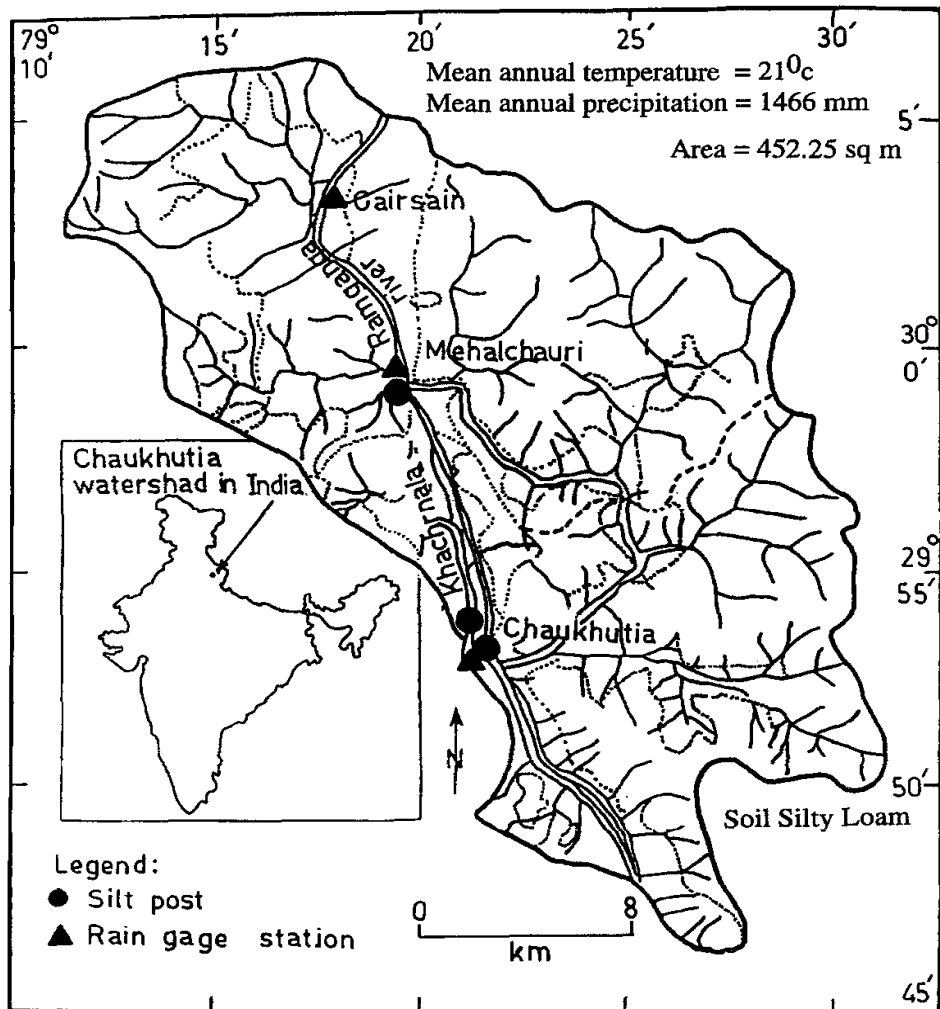 79° 15′ 20′ 25′ 30′
10′
Mean annual temperature = 21⁰c
Mean annual precipitation = 1466 mm
5′
Area = 452.25 sq m
Gairsain
Ramganga
river
Mehalchauri
30°
0′
Chaukhutia
watershad in India
Khachrnala
29°
55′
Chaukhutia
N
50′
Soil Silty Loam
Legend:
Silt post
Rain gage station
0 8
km
45′